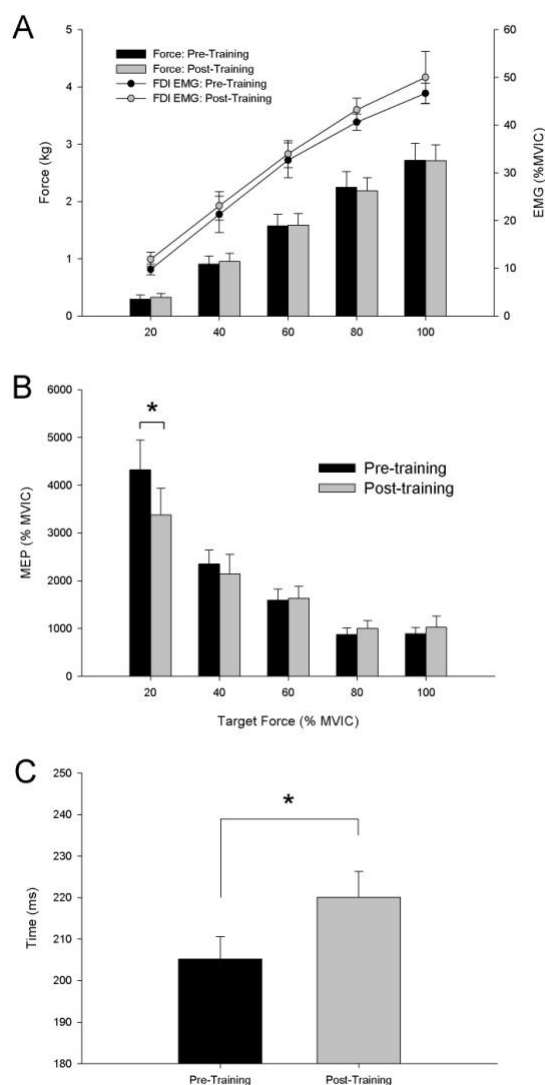 A
Force: Pre-Training
Force: Post-Training
FDI EMG: Pre-Training
FDI EMG: Post-Training
Force (kg)
EMG (%MVIC)
5
4
3
2
1
0
60
50
40
30
20
10
0
20 40 60 80 100
B
*
Pre-training
Post-training
MEP (% MVIC)
6000
5000
4000
3000
2000
1000
0
20 40 60 80 100
Target Force (% MVIC)
C
*
Time (ms)
250
240
230
220
210
200
190
180
Pre-Training Post-Training